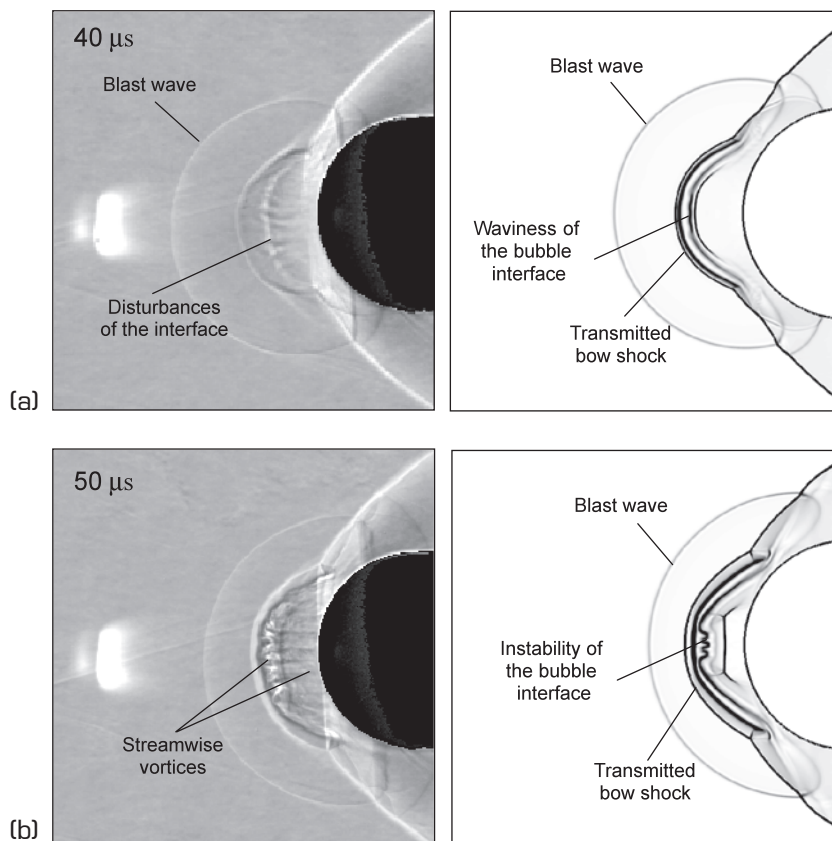 40 μs
Blast wave
Disturbances
of the interface
Blast wave
Waviness of
the bubble
interface
Transmitted
bow shock
(a)
50 μs
Streamwise
vortices
Blast wave
Instability of
the bubble
interface
Transmitted
bow shock
(b)